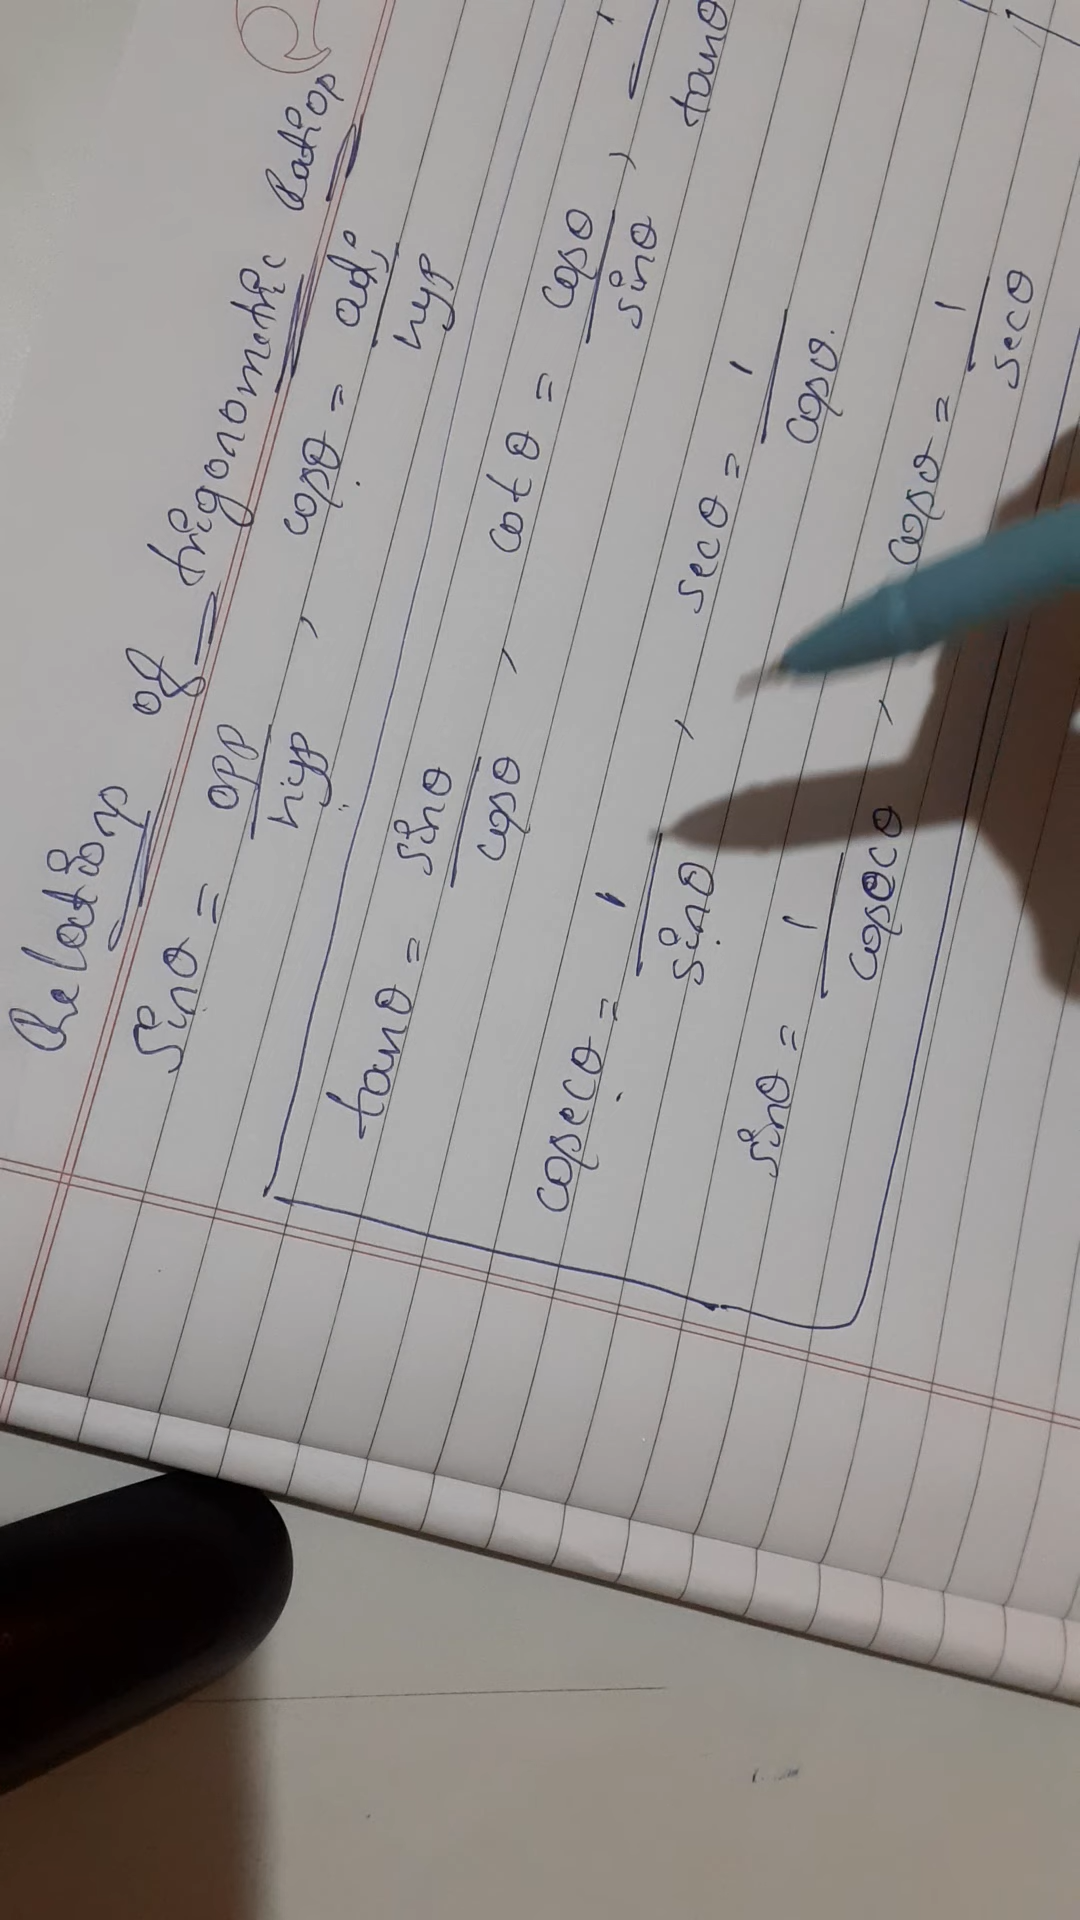 Relation of trigonometric Ratios
sinθ = opp/hyp , cosθ = adj/hyp
tanθ = sinθ/cosθ , cotθ = cosθ/sinθ , 1/tanθ
cosecθ = 1/sinθ , secθ = 1/cosθ.
sinθ = 1/cosecθ , cosθ = 1/secθ